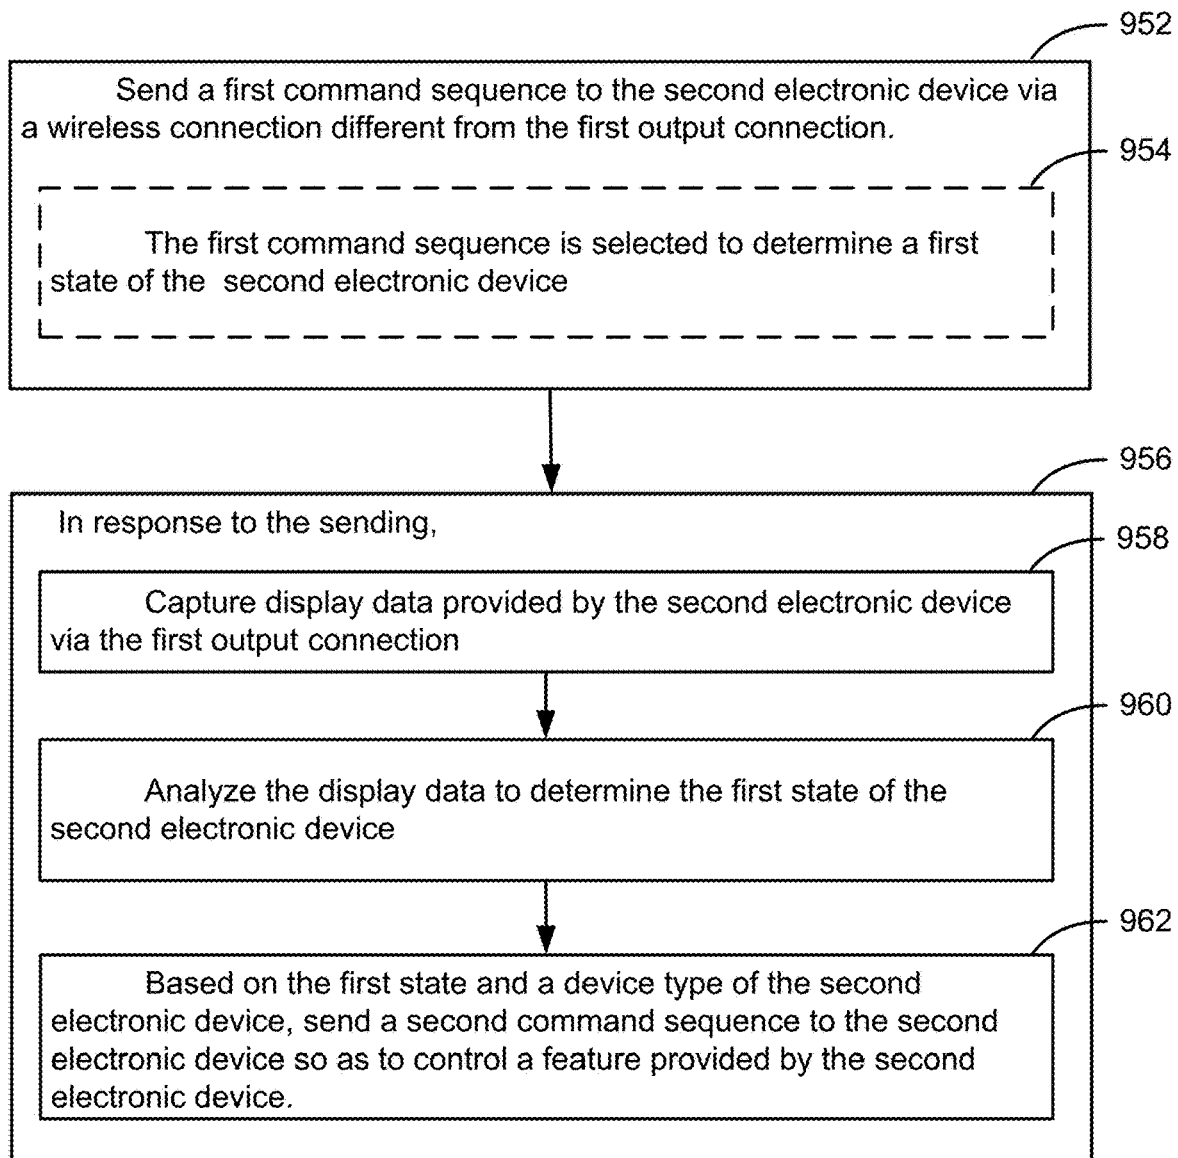 952
Send a first command sequence to the second electronic device via
a wireless connection different from the first output connection.
954
The first command sequence is selected to determine a first
state of the second electronic device
956
In response to the sending,
958
Capture display data provided by the second electronic device
via the first output connection
960
Analyze the display data to determine the first state of the
second electronic device
962
Based on the first state and a device type of the second
electronic device, send a second command sequence to the second
electronic device so as to control a feature provided by the second
electronic device.